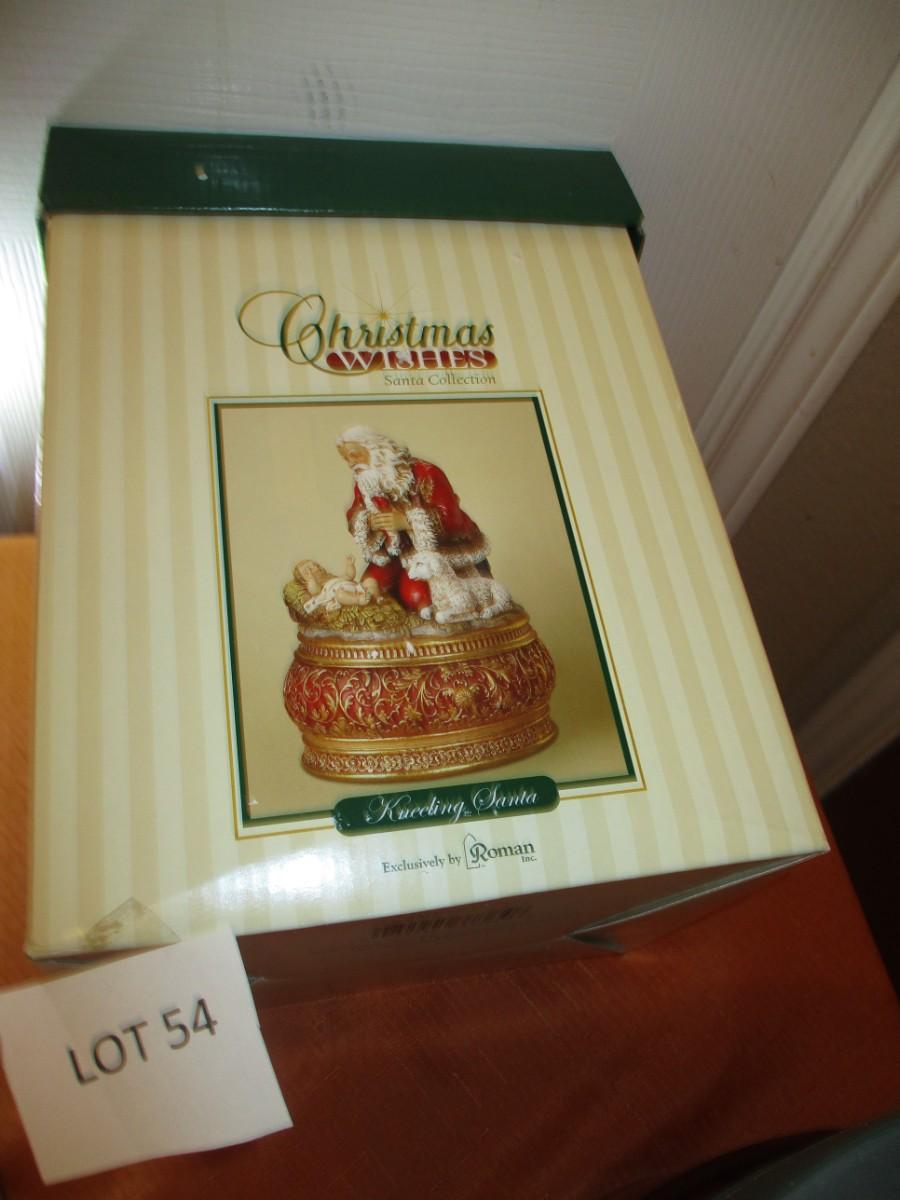 Christmas
WISHES
Santa Collection
Kneeling Santa
Exclusively by Roman
Inc.
LOT 54